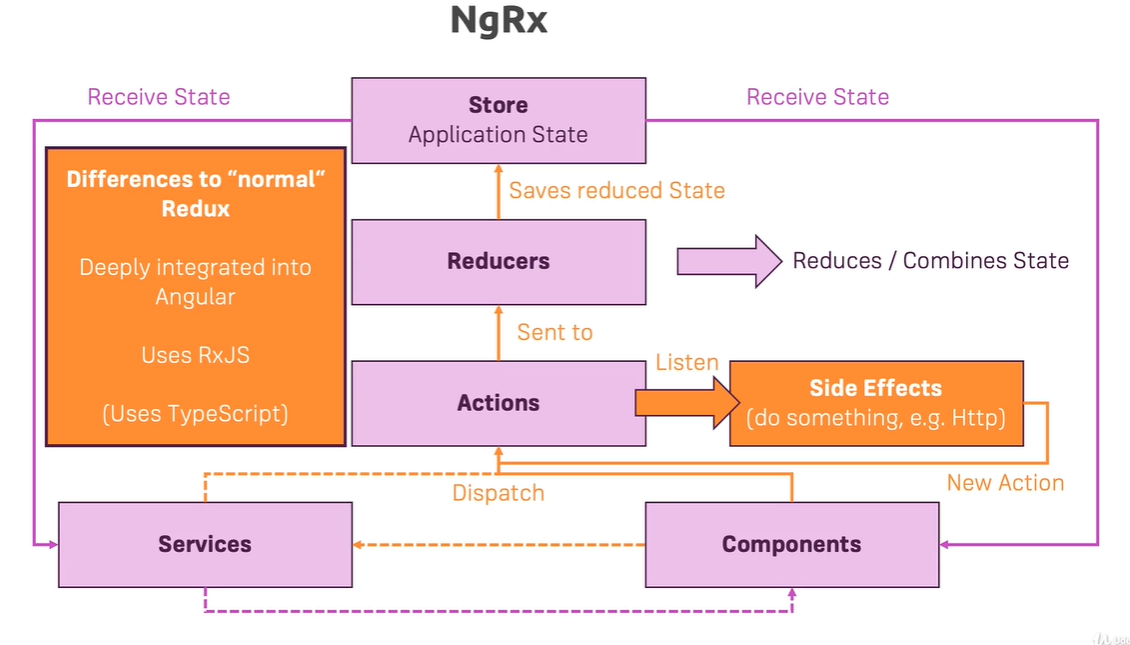 NgRx
Receive State
Store
Application State
Receive State
Differences to “normal“
Redux
Deeply integrated into
Angular
Uses RxJS
(Uses TypeScript)
Saves reduced State
Reducers
Reduces / Combines State
Sent to
Actions
Listen
Side Effects
(do something, e.g. Http)
Dispatch
New Action
Services
Components